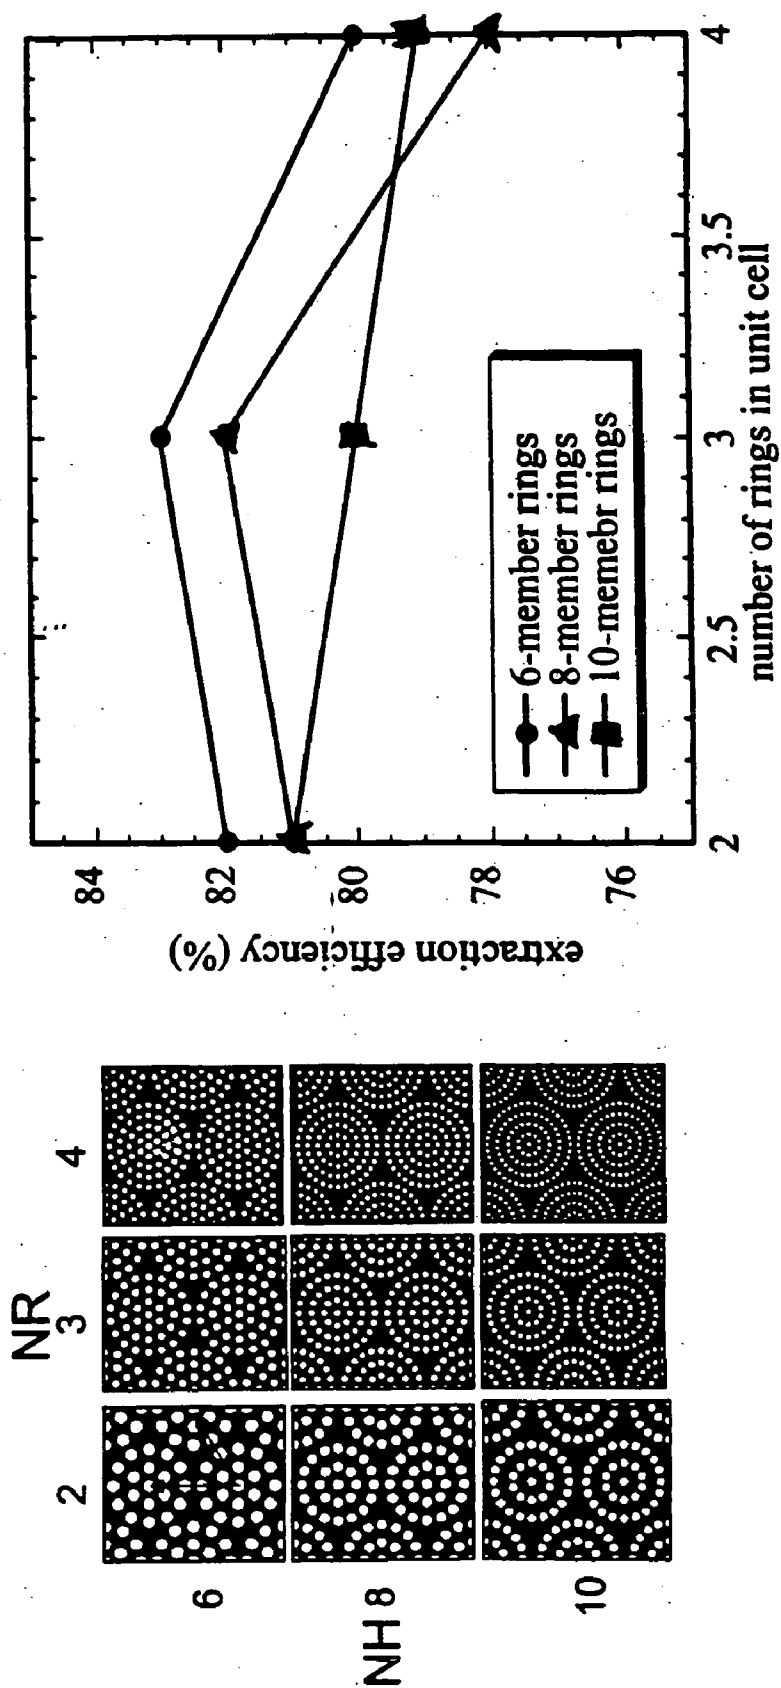 NR
2 3 4
6
NH 8
10
extraction efficiency (%)
84
82
80
78
76
6-member rings
8-member rings
10-memebr rings
2 2.5 3 3.5 4
number of rings in unit cell